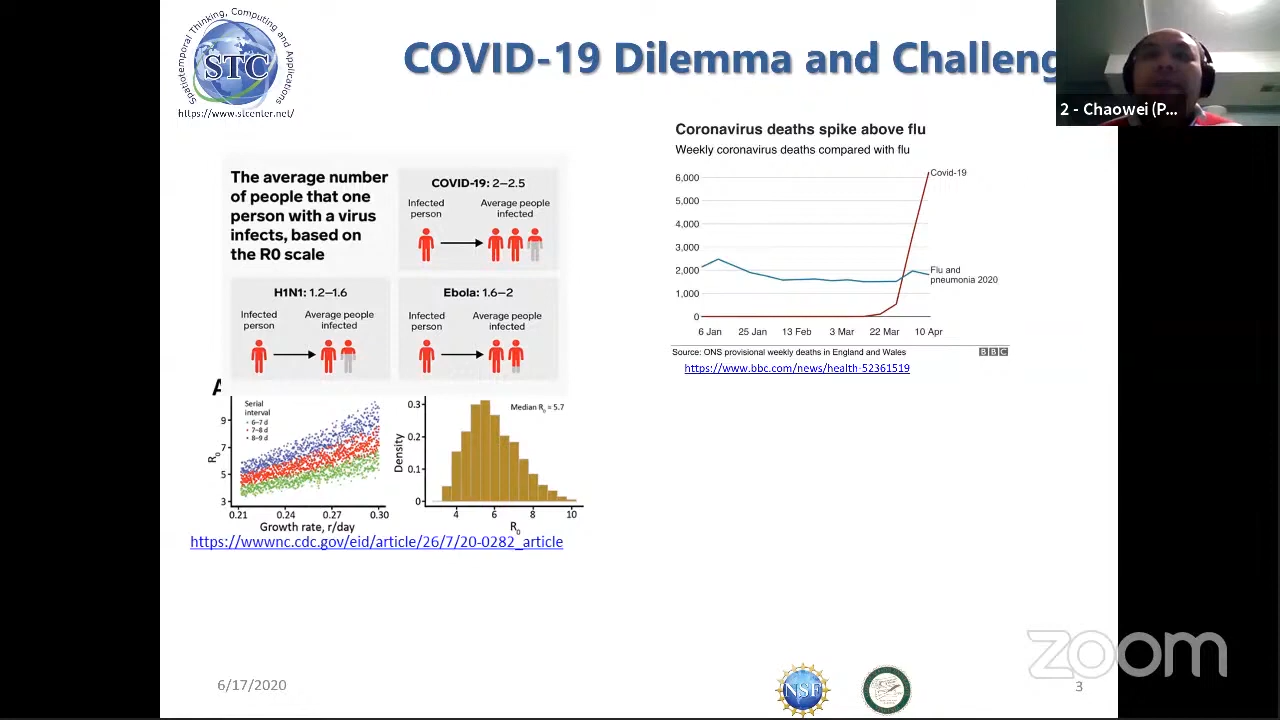 Spatiotemporal Thinking, Computing and Applications
STC
https://www.stcenter.net/
COVID-19 Dilemma and Challeng
2 - Chaowei (P...
The average number
of people that one
person with a virus
infects, based on
the R0 scale
COVID-19: 2–2.5
Infected
person
Average people
infected
H1N1: 1.2–1.6
Infected
person
Average people
infected
Ebola: 1.6–2
Infected
person
Average people
infected
A
Serial
interval
6–7 d
7–8 d
8–9 d
9
7
5
3
R0
0.21
0.24
0.27
0.30
Growth rate, r/day
Median R0 = 5.7
0.3
0.2
0.1
0
Density
4
6
8
10
R0
https://wwwnc.cdc.gov/eid/article/26/7/20-0282_article
Coronavirus deaths spike above flu
Weekly coronavirus deaths compared with flu
6,000
5,000
4,000
3,000
2,000
1,000
0
Covid-19
Flu and
pneumonia 2020
6 Jan
25 Jan
13 Feb
3 Mar
22 Mar
10 Apr
Source: ONS provisional weekly deaths in England and Wales
BBC
https://www.bbc.com/news/health-52361519
6/17/2020
NSF
zoom
3